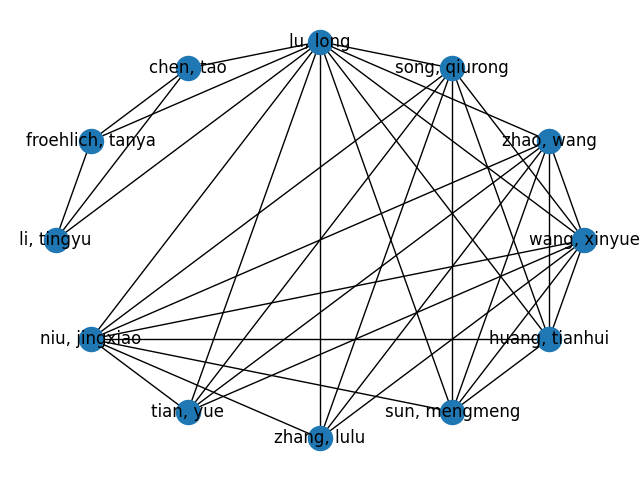 lu, long
chen, tao
song, qiurong
froehlich, tanya
zhao, wang
li, tingyu
wang, xinyue
niu, jingxiao
huang, tianhui
tian, yue
sun, mengmeng
zhang, lulu